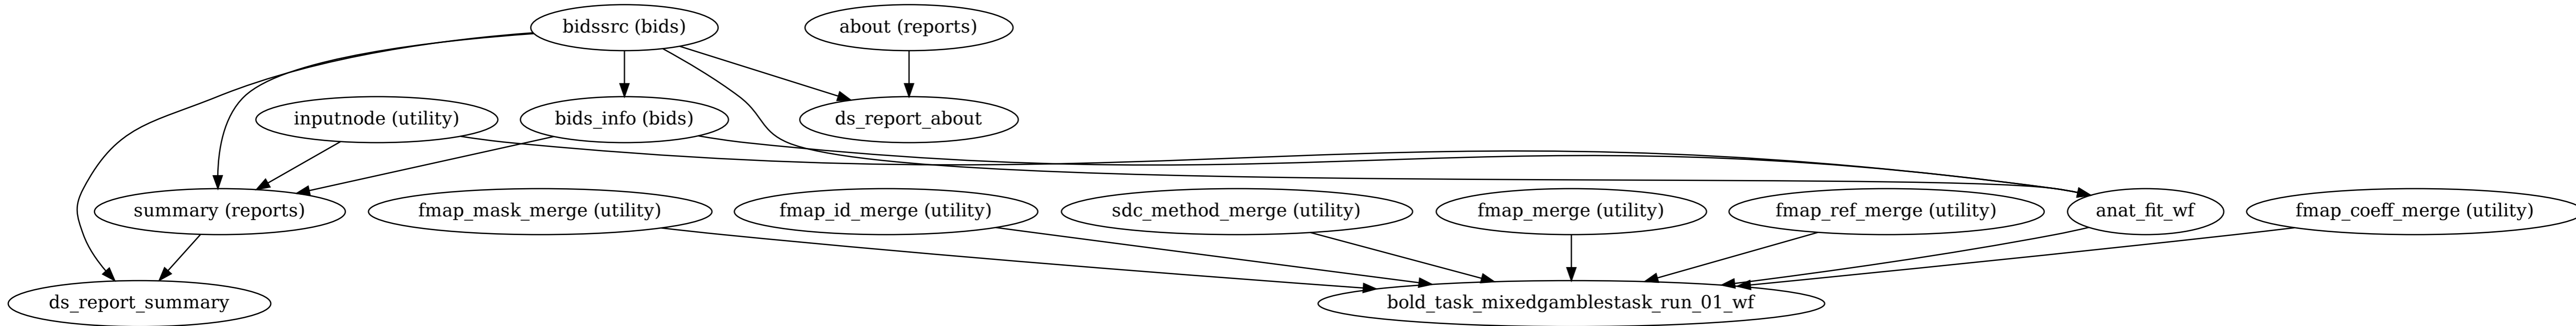 bidssrc (bids)
about (reports)
inputnode (utility)
bids_info (bids)
ds_report_about
summary (reports)
fmap_mask_merge (utility)
fmap_id_merge (utility)
sdc_method_merge (utility)
fmap_merge (utility)
fmap_ref_merge (utility)
anat_fit_wf
fmap_coeff_merge (utility)
ds_report_summary
bold_task_mixedgamblestask_run_01_wf